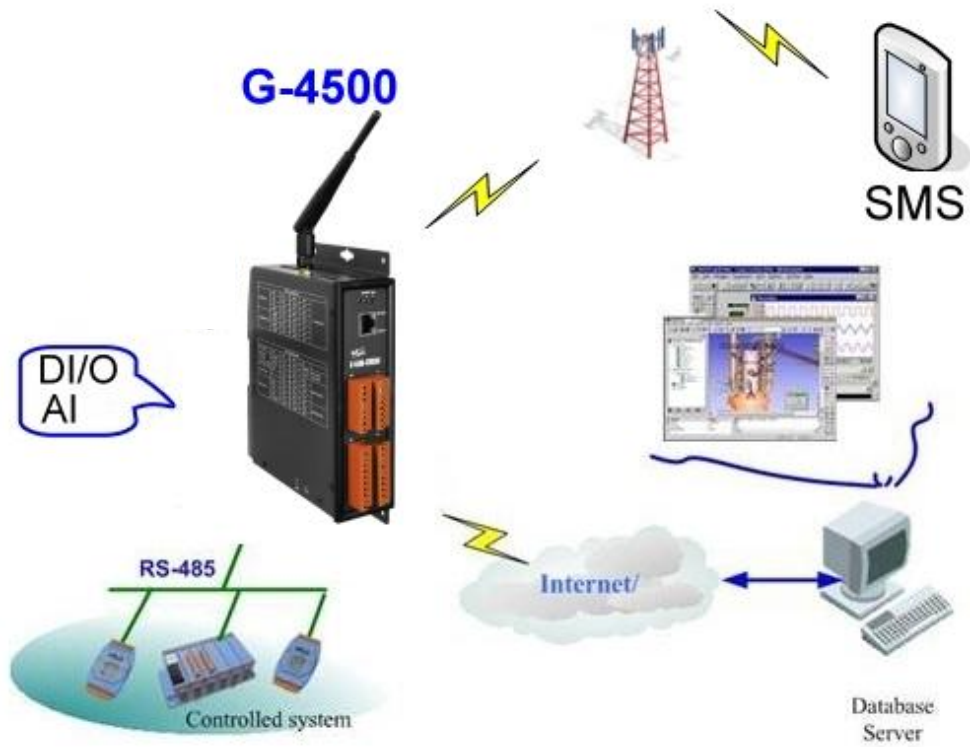 G-4500
SMS
DI/O
AI
RS-485
Internet/
Controlled system
Database
Server